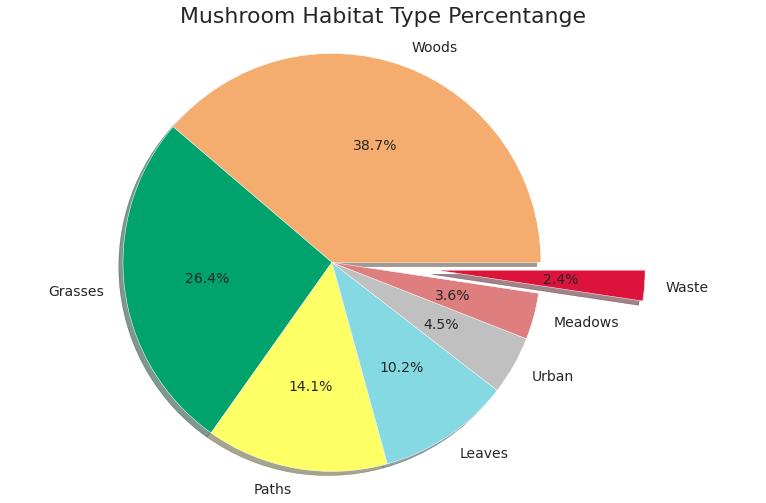 Mushroom Habitat Type Percentange
Woods
38.7%
Grasses
26.4%
Paths
14.1%
Leaves
10.2%
Urban
4.5%
Meadows
3.6%
Waste
2.4%